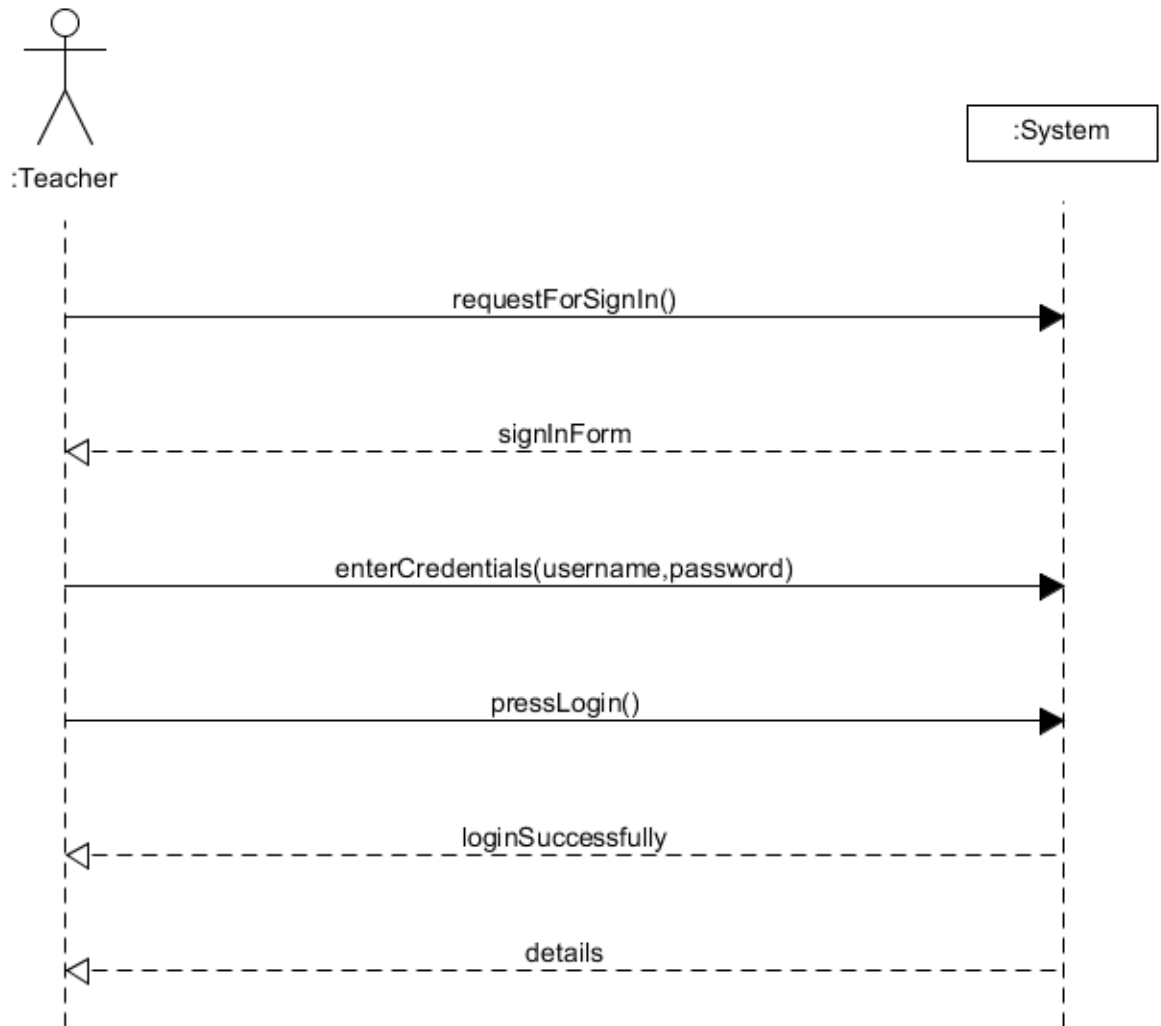 :System
:Teacher
requestForSignIn()
signInForm
enterCredentials(username,password)
pressLogin()
loginSuccessfully
details